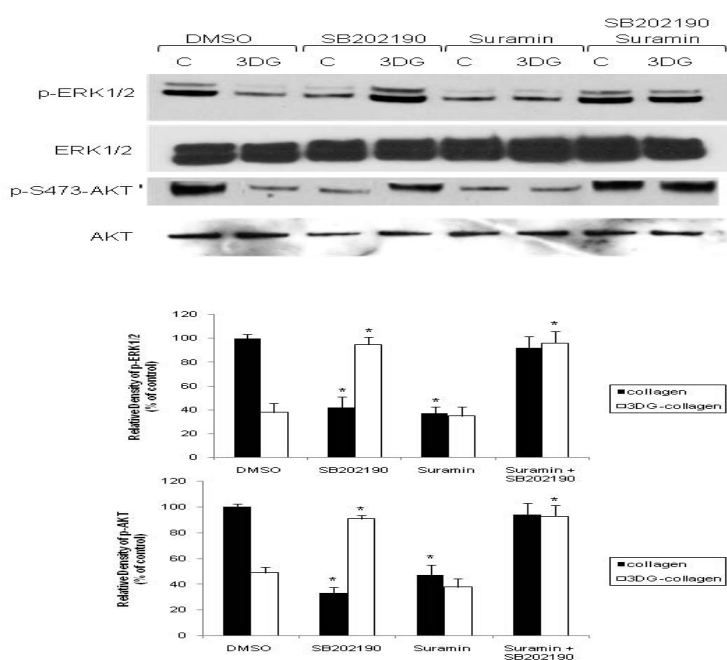 SB202190
DMSO SB202190 Suramin Suramin
C 3DG C 3DG C 3DG C 3DG
p-ERK1/2
ERK1/2
p-S473-AKT
AKT
Relative Density of p-ERK1/2
(% of control)
120
100
80
60
40
20
0
* * * *
DMSO SB202190 Suramin Suramin +
SB202190
collagen
3DG-collagen
Relative Density of p-AKT
(% of control)
120
100
80
60
40
20
0
* * * *
DMSO SB202190 Suramin Suramin +
SB202190
collagen
3DG-collagen